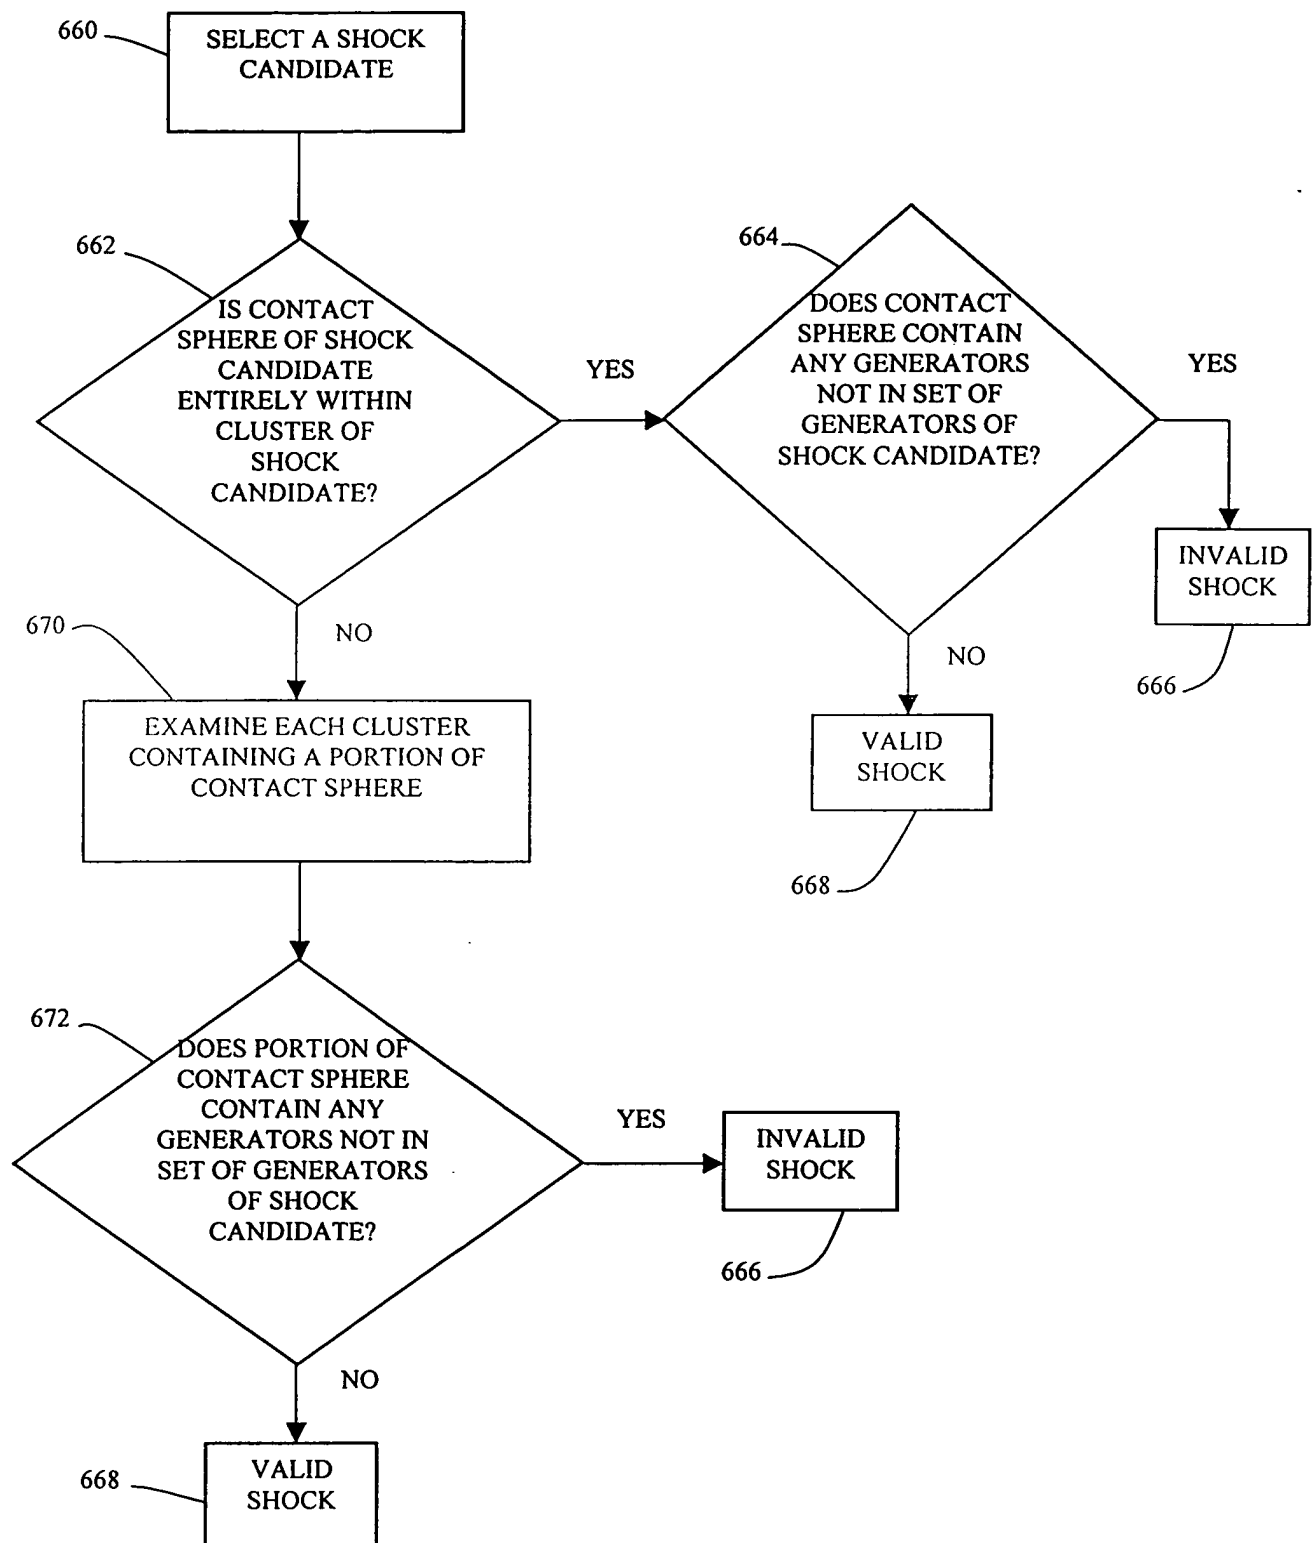 660
SELECT A SHOCK
CANDIDATE
662
IS CONTACT
SPHERE OF SHOCK
CANDIDATE
ENTIRELY WITHIN
CLUSTER OF
SHOCK
CANDIDATE?
YES
664
DOES CONTACT
SPHERE CONTAIN
ANY GENERATORS
NOT IN SET OF
GENERATORS OF
SHOCK CANDIDATE?
YES
INVALID
SHOCK
666
NO
VALID
SHOCK
668
NO
670
EXAMINE EACH CLUSTER
CONTAINING A PORTION OF
CONTACT SPHERE
672
DOES PORTION OF
CONTACT SPHERE
CONTAIN ANY
GENERATORS NOT IN
SET OF GENERATORS
OF SHOCK
CANDIDATE?
YES
INVALID
SHOCK
666
NO
668
VALID
SHOCK